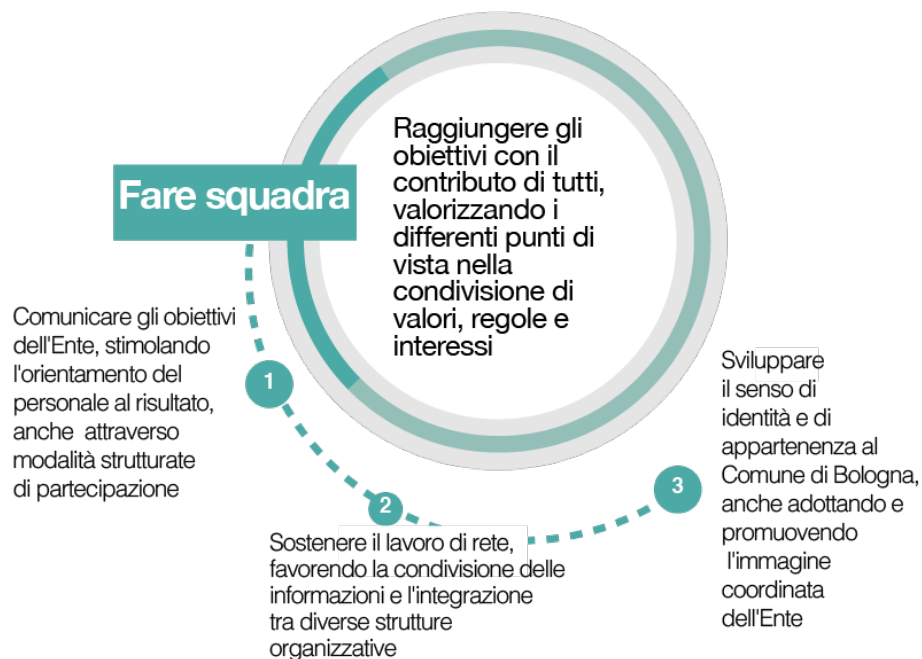 Fare squadra
Raggiungere gli
obiettivi con il
contributo di tutti,
valorizzando i
differenti punti di
vista nella
condivisione di
valori, regole e
interessi
Comunicare gli obiettivi
dell'Ente, stimolando
l'orientamento del
personale al risultato,
anche attraverso
modalità strutturate
di partecipazione
1
2
Sostenere il lavoro di rete,
favorendo la condivisione delle
informazioni e l'integrazione
tra diverse strutture
organizzative
3
Sviluppare
il senso di
identità e di
appartenenza al
Comune di Bologna,
anche adottando e
promuovendo
l'immagine
coordinata
dell'Ente